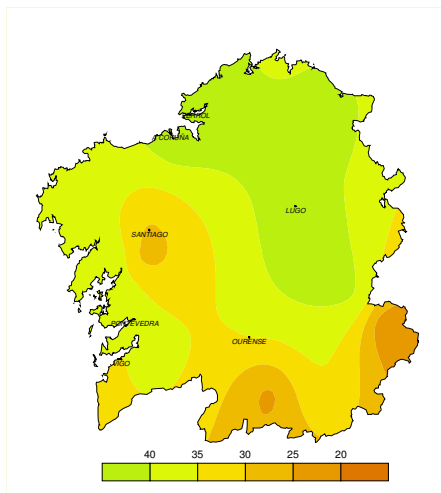 FERROL
A CORUÑA
LUGO
SANTIAGO
PONTEVEDRA
OURENSE
VIGO
40 35 30 25 20